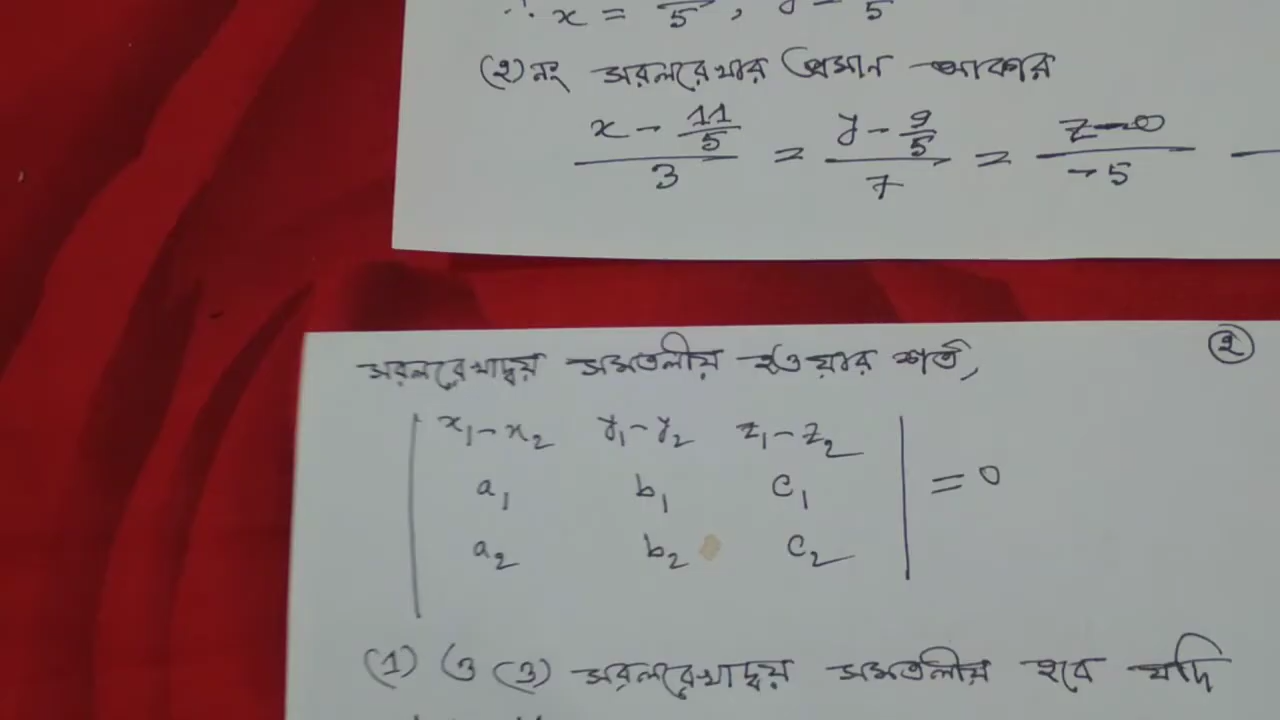 ∴ x = /5, y = /5
(২) নং সরলরেখার প্রমান আকার
(x - 11/5)/3 = (y - 9/5)/7 = (z - 0)/-5 —
সরলরেখাদ্বয় সমতলীয় হওয়ার শর্ত, ২
| x₁ - x₂ y₁ - y₂ z₁ - z₂ |
| a₁ b₁ c₁ | = 0
| a₂ b₂ c₂ |
(1) ও (3) সরলরেখাদ্বয় সমতলীয় হবে যদি